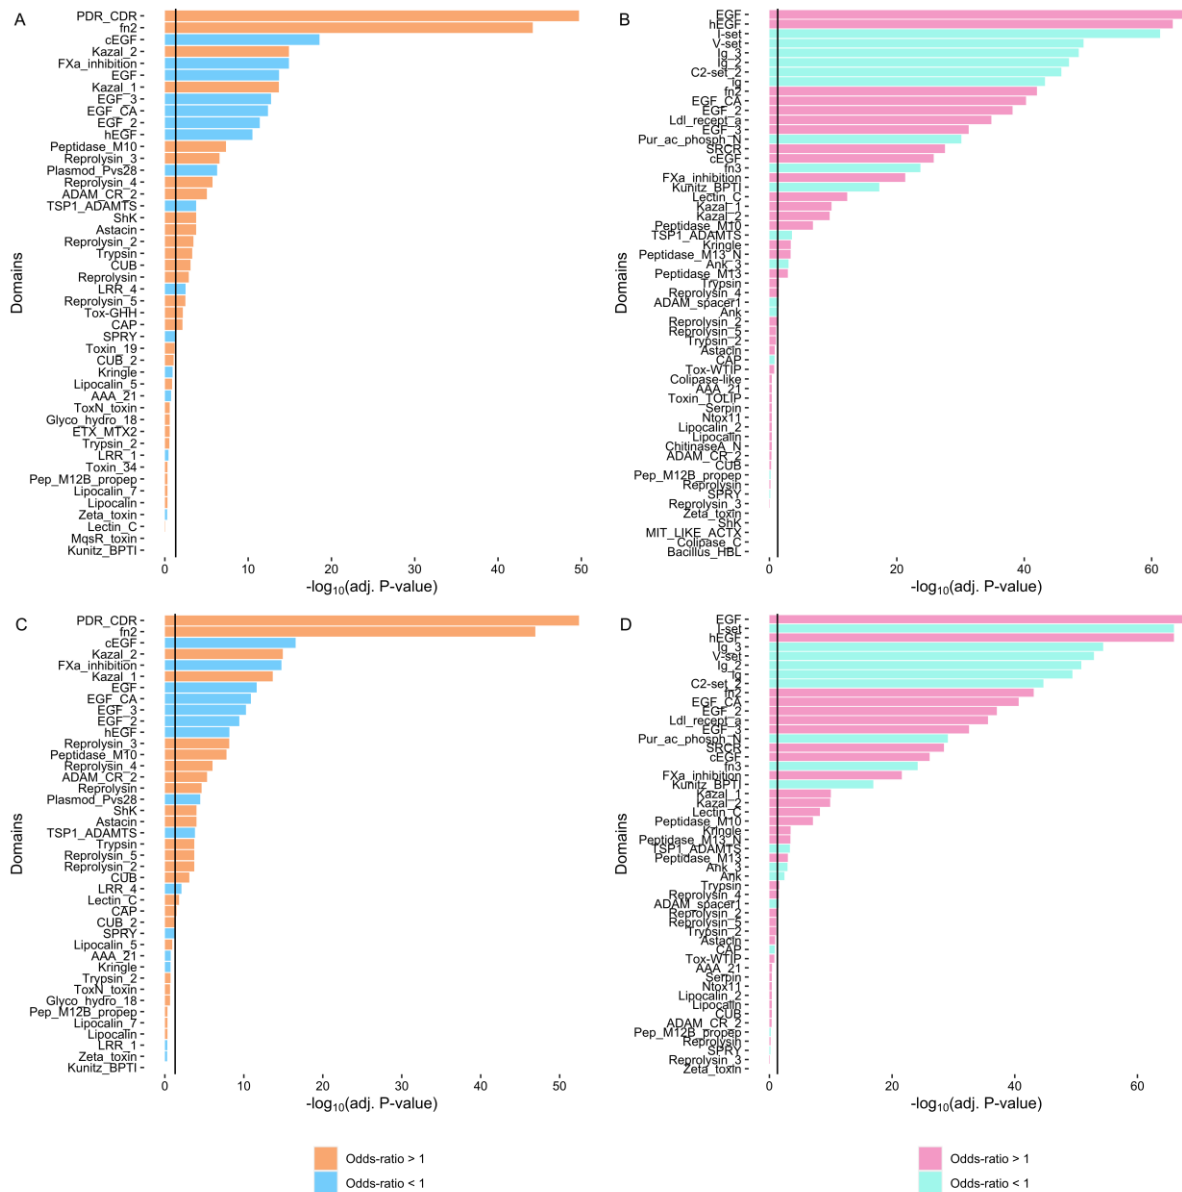 A
PDR_CDR
fn2
cEGF
Kazal_2
FXa_inhibition
EGF
Kazal_1
EGF_3
EGF_CA
EGF_2
hEGF
Peptidase_M10
Reprolysin_3
Plasmod_Pvs28
Reprolysin_4
ADAM_CR_2
TSP1_ADAMTS
ShK
Astacin
Reprolysin_2
Trypsin
CUB
Reprolysin
LRR_4
Reprolysin_5
Tox-GHH
CAP
SPRY
Toxin_19
CUB_2
Kringle
Lipocalin_5
AAA_21
ToxN_toxin
Glyco_hydro_18
ETX_MTX2
Trypsin_2
LRR_1
Toxin_34
Pep_M12B_propep
Lipocalin_7
Lipocalin
Zeta_toxin
Lectin_C
MqsR_toxin
Kunitz_BPTI
Domains
0 10 20 30 40 50
-log10(adj. P-value)
B
EGF
hEGF
I-set
V-set
Ig_3
Ig_2
C2-set_2
ig
fn2
EGF_CA
EGF_2
Ldl_recept_a
EGF_3
Pur_ac_phosph_N
SRCR
cEGF
fn3
FXa_inhibition
Kunitz_BPTI
Lectin_C
Kazal_1
Kazal_2
Peptidase_M10
TSP1_ADAMTS
Kringle
Peptidase_M13_N
Ank_3
Peptidase_M13
Trypsin
Reprolysin_4
ADAM_spacer1
Ank
Reprolysin_2
Reprolysin_5
Trypsin_2
Astacin
CAP
Tox-WTIP
Colipase-like
AAA_21
Toxin_TOLIP
Serpin
Ntox11
Lipocalin_2
Lipocalin
ChitinaseA_N
ADAM_CR_2
CUB
Pep_M12B_propep
Reprolysin
SPRY
Reprolysin_3
Zeta_toxin
ShK
MIT_LIKE_ACTX
Colipase_C
Bacillus_HBL
Domains
0 20 40 60
-log10(adj. P-value)
C
PDR_CDR
fn2
cEGF
Kazal_2
FXa_inhibition
Kazal_1
EGF
EGF_CA
EGF_3
EGF_2
hEGF
Reprolysin_3
Peptidase_M10
Reprolysin_4
ADAM_CR_2
Reprolysin
Plasmod_Pvs28
ShK
Astacin
TSP1_ADAMTS
Trypsin
Reprolysin_5
Reprolysin_2
CUB
LRR_4
Lectin_C
CAP
CUB_2
SPRY
Lipocalin_5
AAA_21
Kringle
Trypsin_2
ToxN_toxin
Glyco_hydro_18
Pep_M12B_propep
Lipocalin_7
Lipocalin
LRR_1
Zeta_toxin
Kunitz_BPTI
Domains
0 10 20 30 40 50
-log10(adj. P-value)
D
EGF
I-set
hEGF
Ig_3
V-set
Ig_2
ig
C2-set_2
fn2
EGF_CA
EGF_2
Ldl_recept_a
EGF_3
Pur_ac_phosph_N
SRCR
cEGF
fn3
FXa_inhibition
Kunitz_BPTI
Kazal_1
Kazal_2
Lectin_C
Peptidase_M10
Kringle
Peptidase_M13_N
TSP1_ADAMTS
Peptidase_M13
Ank_3
Ank
Trypsin
Reprolysin_4
ADAM_spacer1
Reprolysin_2
Reprolysin_5
Trypsin_2
Astacin
CAP
Tox-WTIP
AAA_21
Serpin
Ntox11
Lipocalin_2
Lipocalin
CUB
ADAM_CR_2
Pep_M12B_propep
Reprolysin
SPRY
Reprolysin_3
Zeta_toxin
Domains
0 20 40 60
-log10(adj. P-value)
Odds-ratio > 1
Odds-ratio < 1
Odds-ratio > 1
Odds-ratio < 1